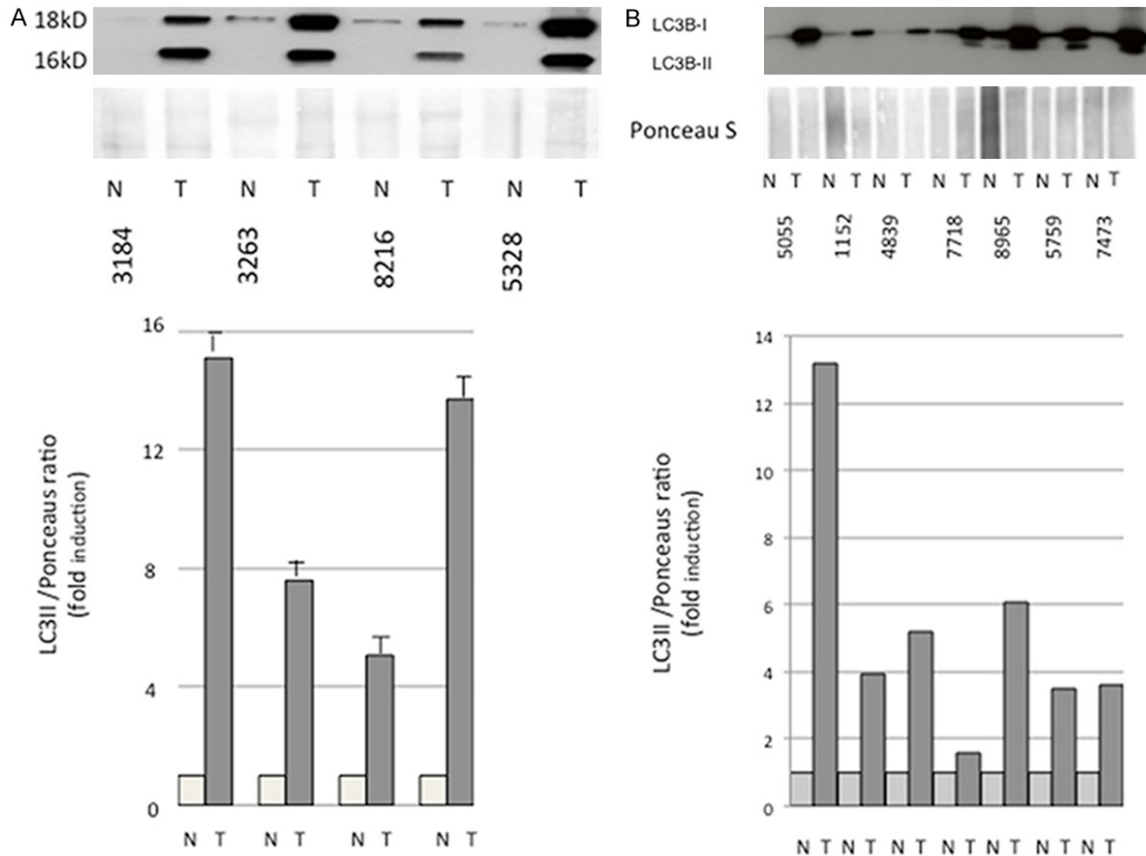 A
18kD
16kD
N T N T N T N T
3184 3263 8216 5328
16
12
8
4
0
LC3II /Ponceaus ratio
(fold induction)
N T N T N T N T
B
LC3B-I
LC3B-II
Ponceau S
N T N T N T N T N T N T N T
5055 1152 4839 7718 8965 5759 7473
14
12
10
8
6
4
2
0
LC3II /Ponceaus ratio
(fold induction)
N T N T N T N T N T N T N T